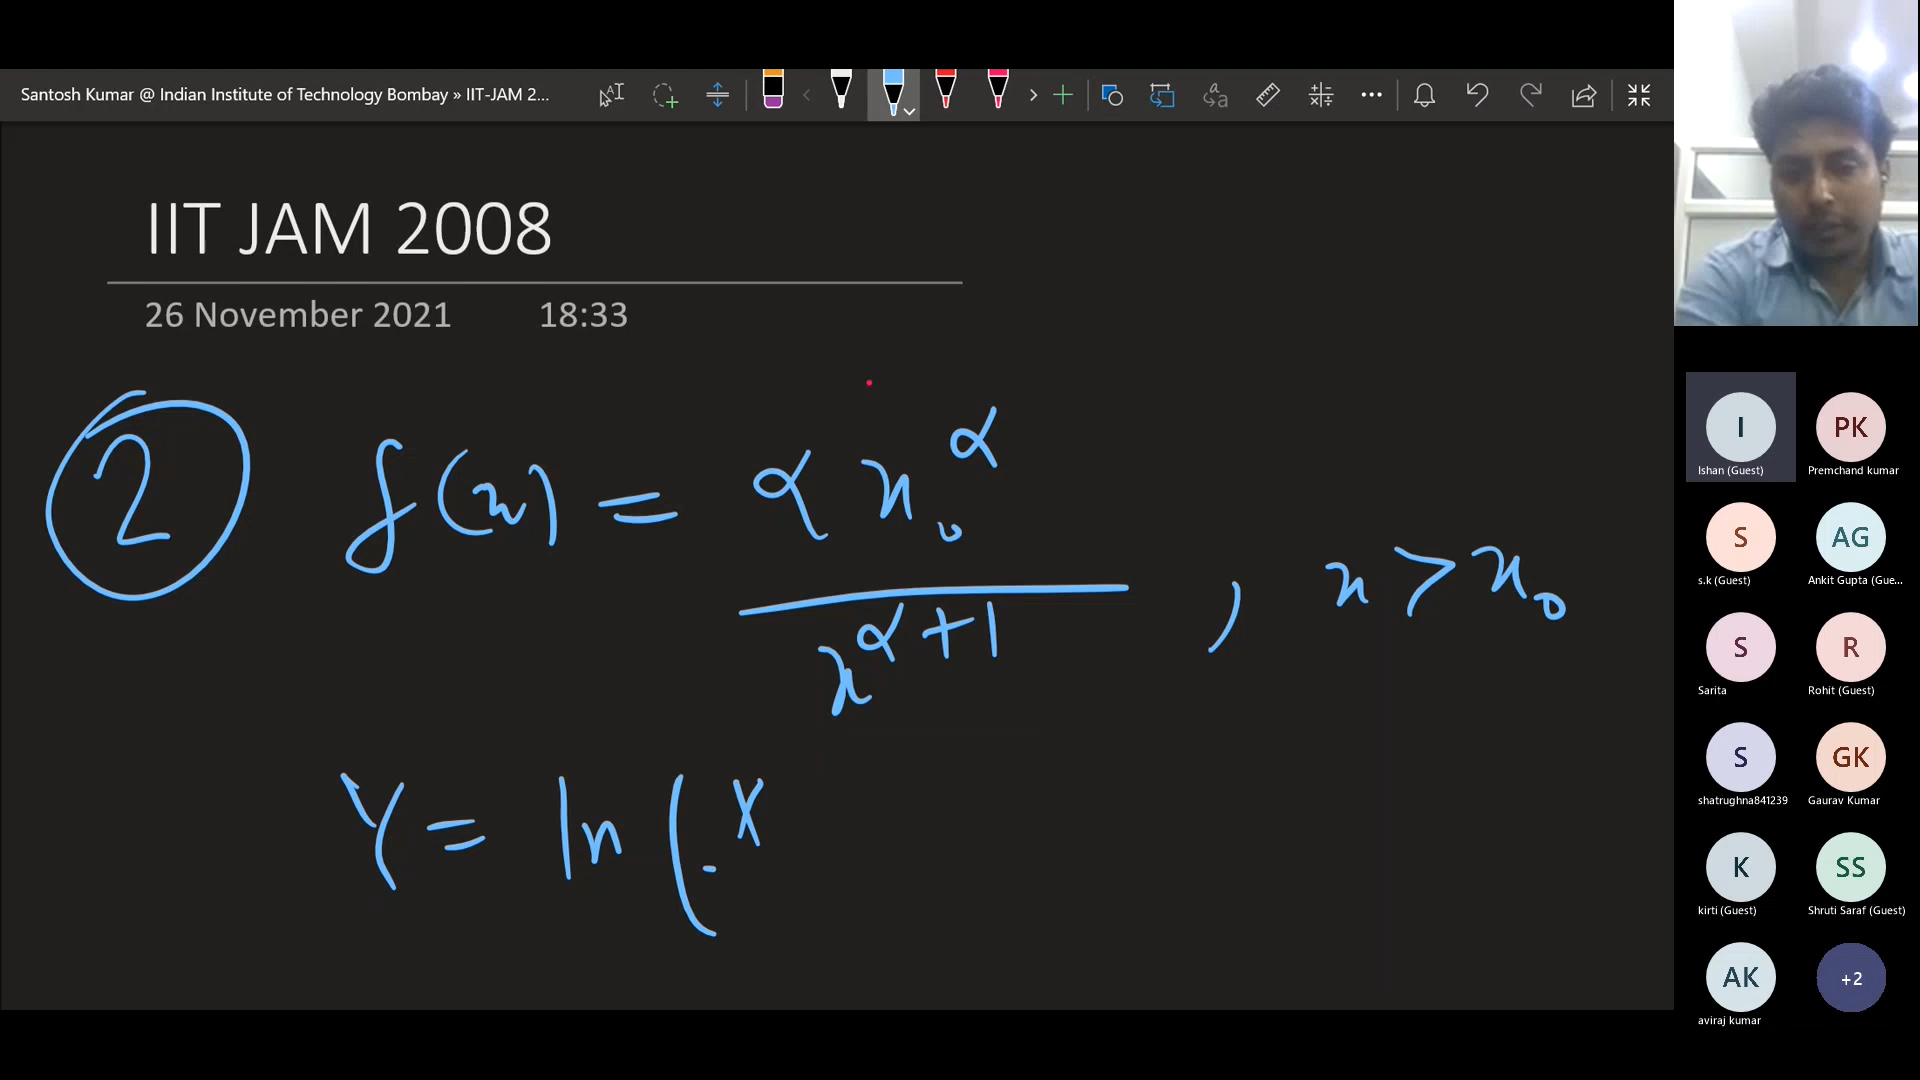 Santosh Kumar @ Indian Institute of Technology Bombay » IIT-JAM 2...
IIT JAM 2008
26 November 2021 18:33
② f(x) = α x₀^α / x^(α+1) , x > x₀
Y = ln ( X
I
Ishan (Guest)
PK
Premchand kumar
S
s.k (Guest)
AG
Ankit Gupta (Gue...
S
Sarita
R
Rohit (Guest)
S
shatrughna841239
GK
Gaurav Kumar
K
kirti (Guest)
SS
Shruti Saraf (Guest)
AK
aviraj kumar
+2